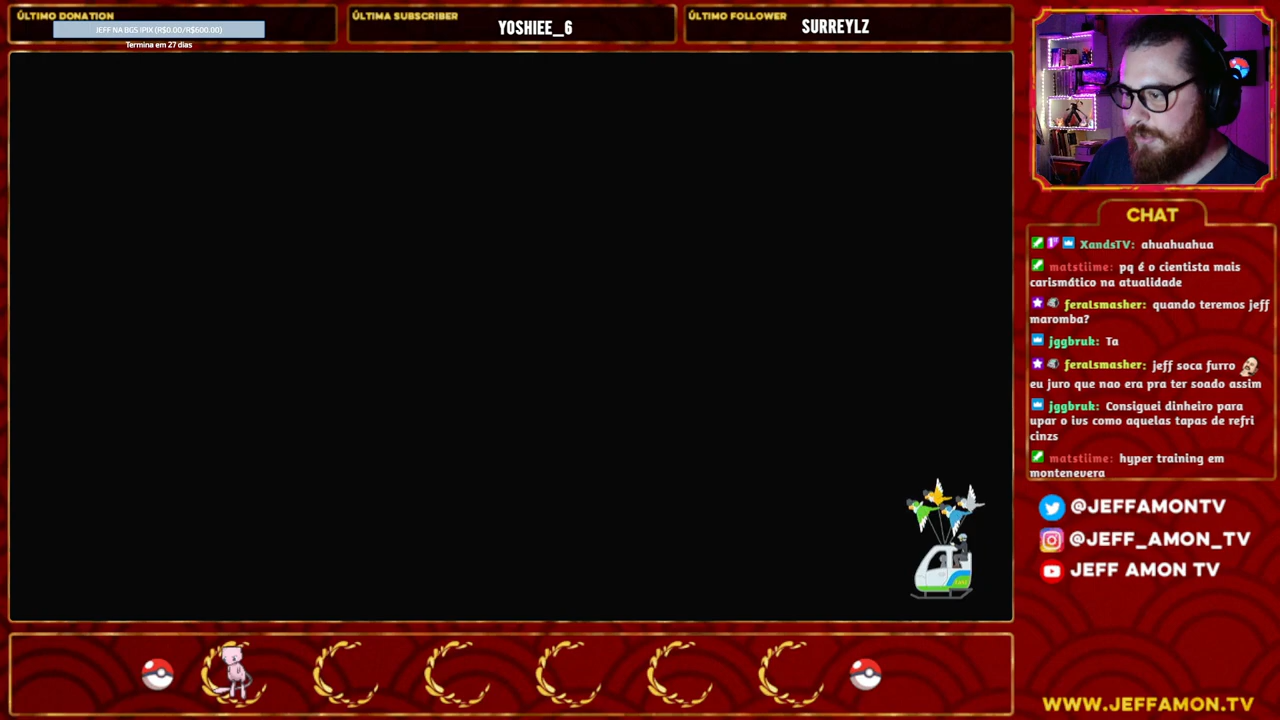 ÚLTIMO DONATION
JEFF NA BGS !PIX (R$0.00/R$600.00)
Termina em 27 dias
ÚLTIMA SUBSCRIBER
YOSHIEE_6
ÚLTIMO FOLLOWER
SURREYLZ
CHAT
XandsTV: ahuahuahua
matstiime: pq é o cientista mais
carismático na atualidade
feralsmasher: quando teremos jeff
maromba?
jggbruk: Ta
feralsmasher: jeff soca furro
eu juro que nao era pra ter soado assim
jggbruk: Consiguei dinheiro para
upar o ivs como aquelas tapas de refri
cinzs
matstiime: hyper training em
montenevera
@JEFFAMONTV
@JEFF_AMON_TV
JEFF AMON TV
WWW.JEFFAMON.TV